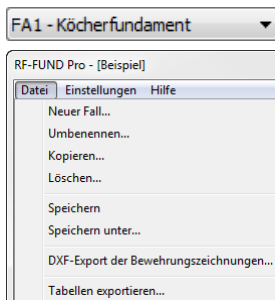 FA1 - Köcherfundament
RF-FUND Pro - [Beispiel]
Datei Einstellungen Hilfe
Neuer Fall...
Umbenennen...
Kopieren...
Löschen...
Speichern
Speichern unter...
DXF-Export der Bewehrungszeichnungen...
Tabellen exportieren...